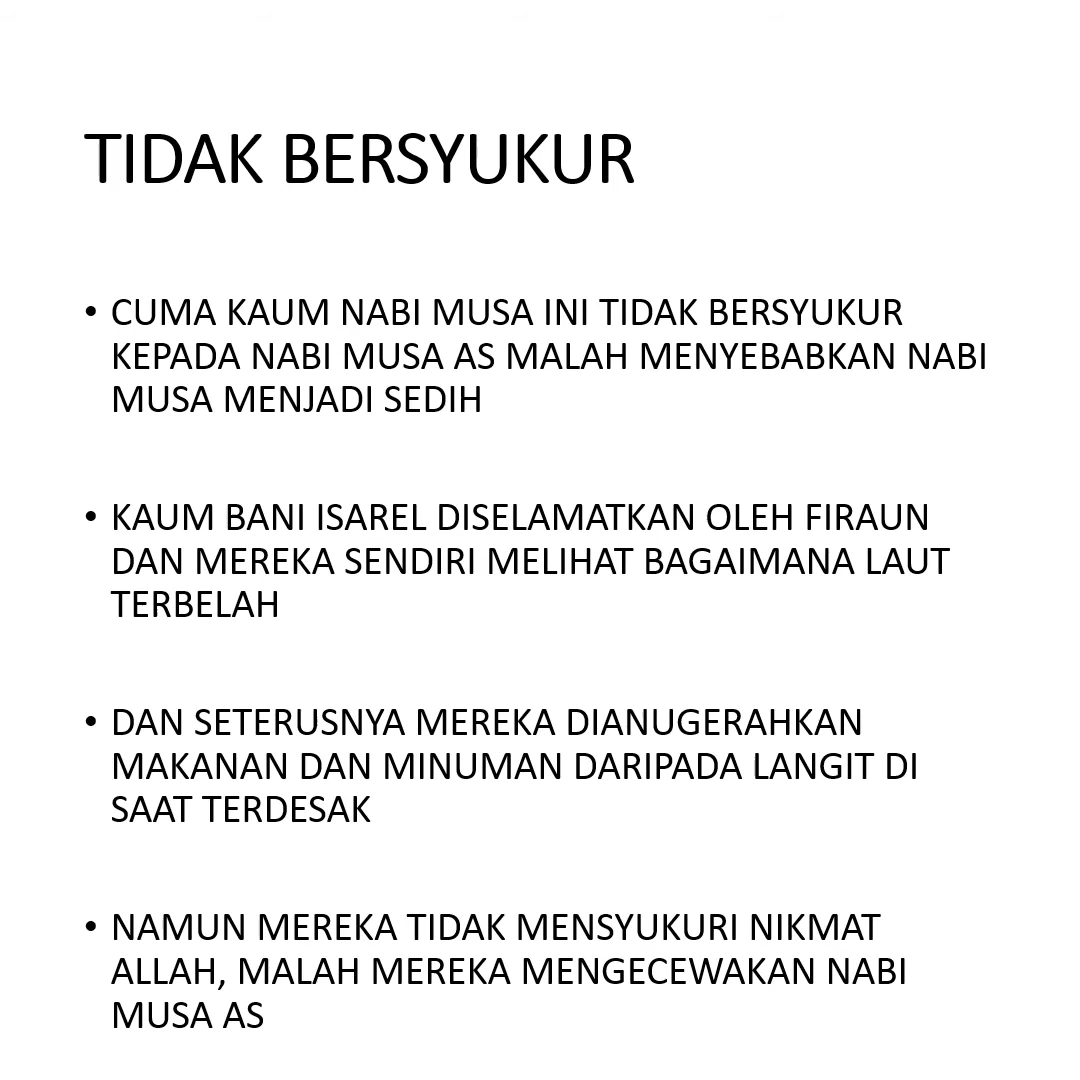 TIDAK BERSYUKUR
• CUMA KAUM NABI MUSA INI TIDAK BERSYUKUR
KEPADA NABI MUSA AS MALAH MENYEBABKAN NABI
MUSA MENJADI SEDIH
• KAUM BANI ISAREL DISELAMATKAN OLEH FIRAUN
DAN MEREKA SENDIRI MELIHAT BAGAIMANA LAUT
TERBELAH
• DAN SETERUSNYA MEREKA DIANUGERAHKAN
MAKANAN DAN MINUMAN DARIPADA LANGIT DI
SAAT TERDESAK
• NAMUN MEREKA TIDAK MENSYUKURI NIKMAT
ALLAH, MALAH MEREKA MENGECEWAKAN NABI
MUSA AS